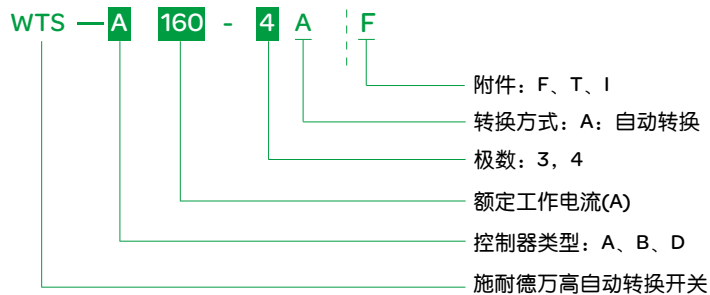 WTS — A 160 - 4 A F
附件：F、T、I
转换方式：A：自动转换
极数：3，4
额定工作电流(A)
控制器类型：A、B、D
施耐德万高自动转换开关